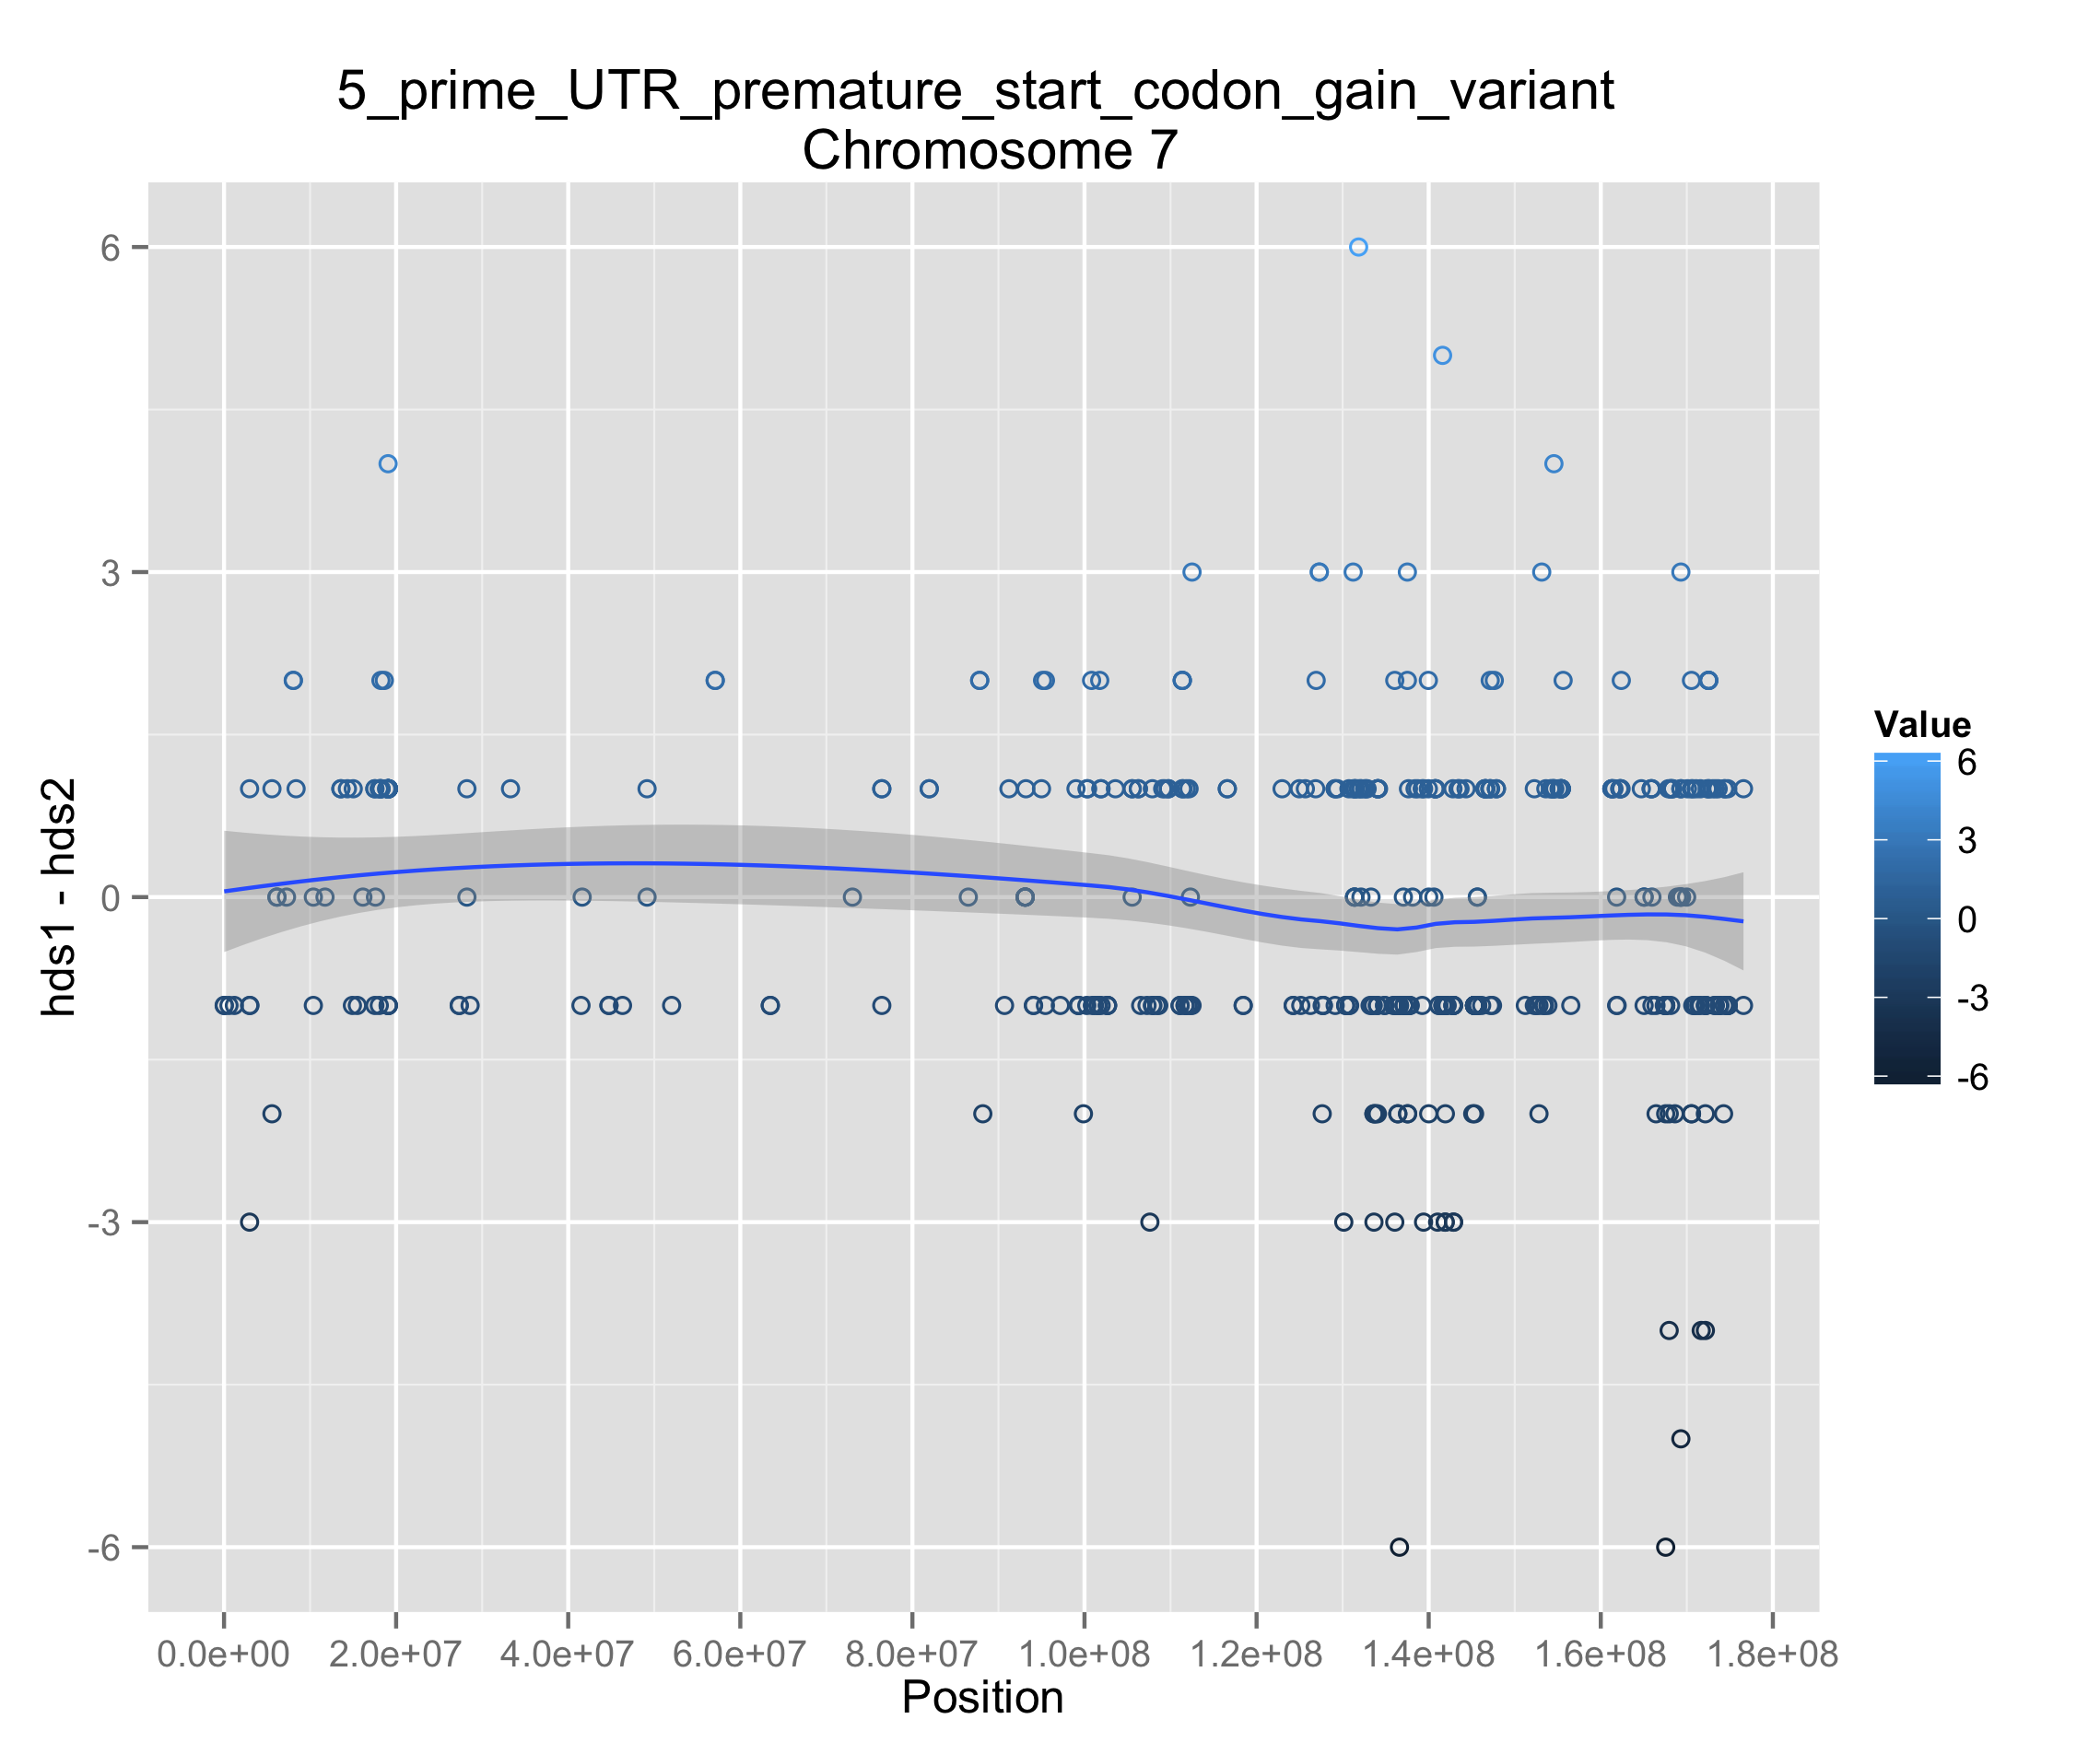 5_prime_UTR_premature_start_codon_gain_variant
Chromosome 7
hds1 - hds2
6
3
0
-3
-6
0.0e+00 2.0e+07 4.0e+07 6.0e+07 8.0e+07 1.0e+08 1.2e+08 1.4e+08 1.6e+08 1.8e+08
Position
Value
6
3
0
-3
-6